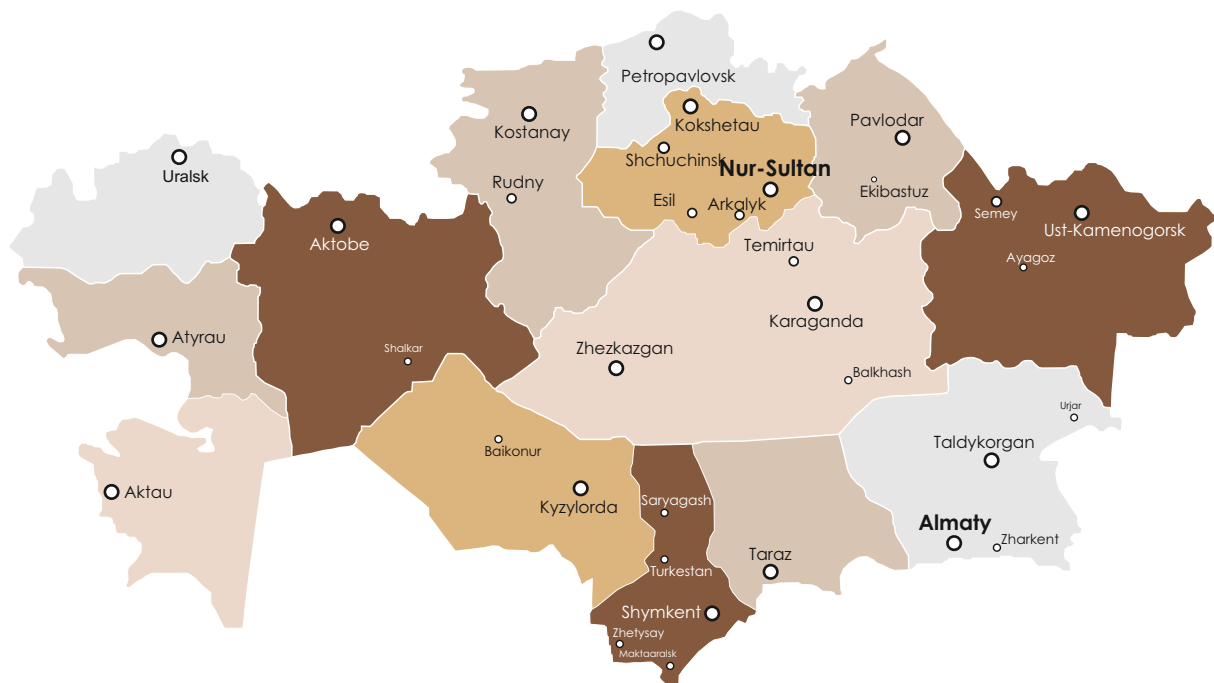 Petropavlovsk
Kostanay
Kokshetau
Pavlodar
Shchuchinsk
Nur-Sultan
Uralsk
Rudny
Esil
Arkalyk
Ekibastuz
Semey
Ust-Kamenogorsk
Aktobe
Temirtau
Ayagoz
Atyrau
Karaganda
Shalkar
Zhezkazgan
Balkhash
Urjar
Taldykorgan
Baikonur
Aktau
Kyzylorda
Saryagash
Almaty
Zharkent
Taraz
Turkestan
Shymkent
Zhetysay
Maktaaralsk